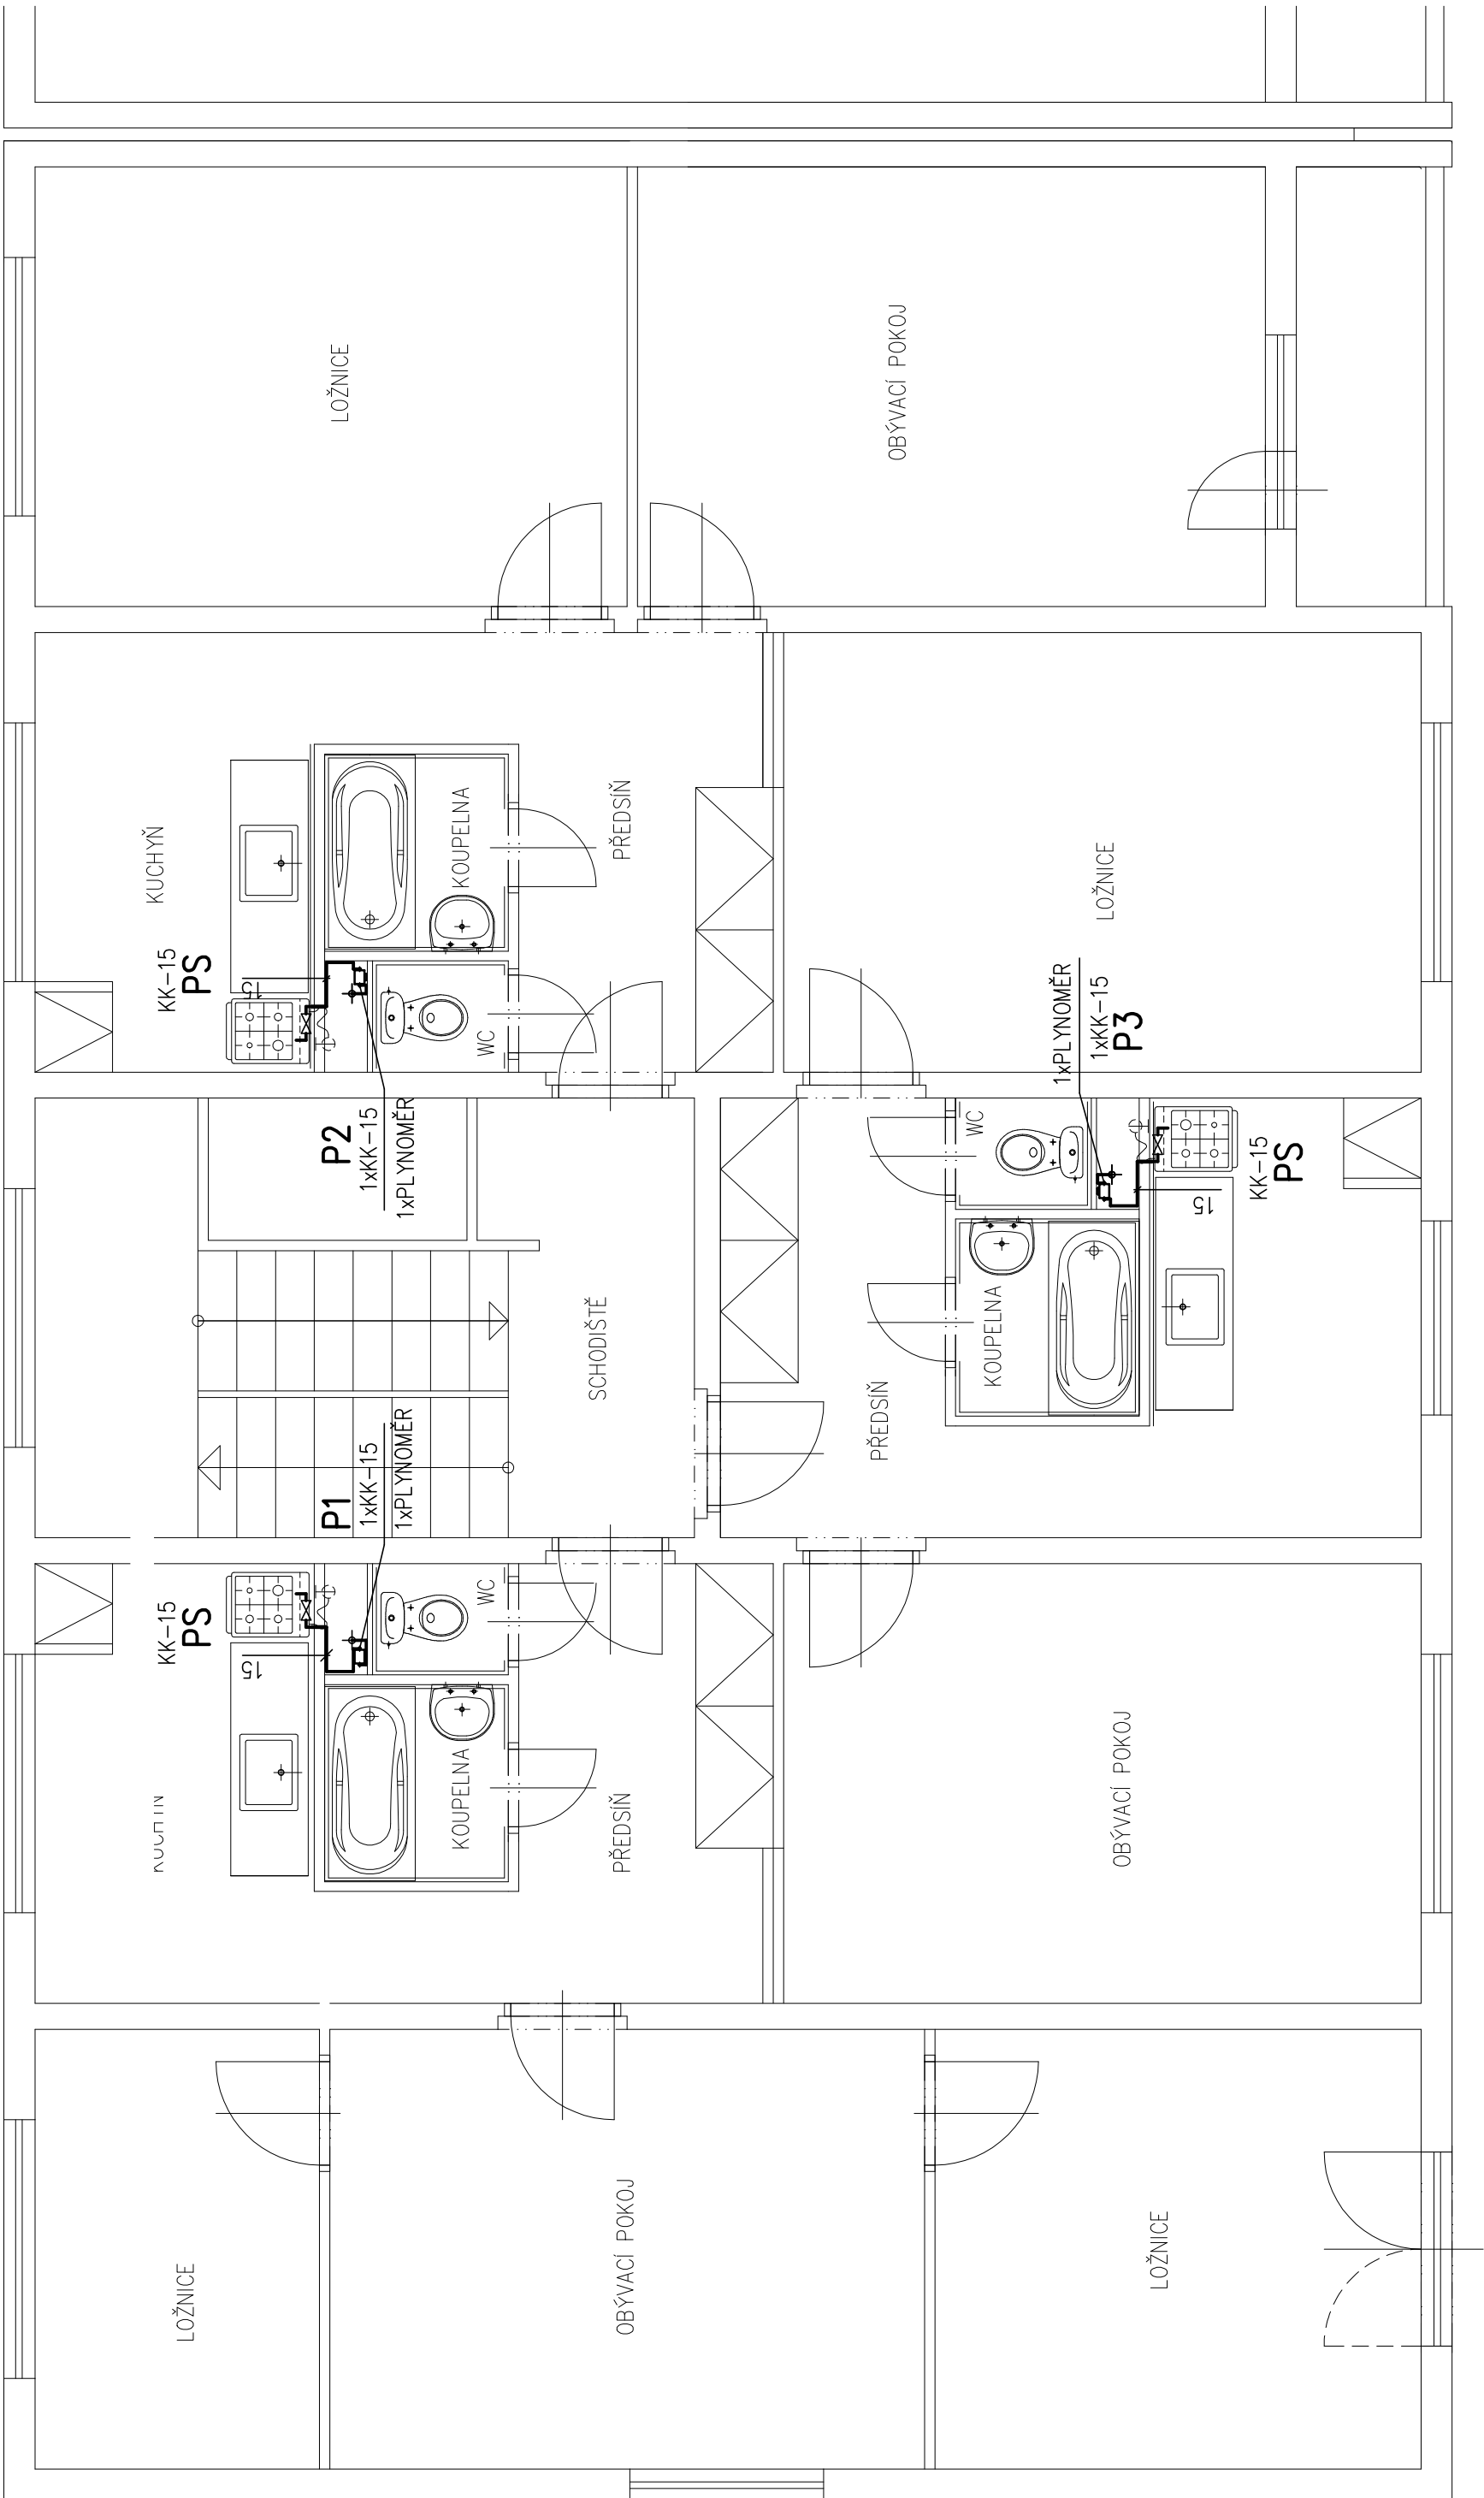 LOŽNICE
OBÝVACÍ POKOJ
KUCHYŇ
KOUPELNA
PŘEDSÍŇ
LOŽNICE
KK-15
PS
15
WC
P2
1xKK-15
1xPLYNOMĚR
1xPLYNOMĚR
1xKK-15
P3
WC
KK-15
PS
15
KOUPELNA
PŘEDSÍŇ
SCHODIŠTĚ
P1
1xKK-15
1xPLYNOMĚR
KK-15
PS
15
WC
KOUPELNA
PŘEDSÍŇ
OBÝVACÍ POKOJ
LOŽNICE
OBÝVACÍ POKOJ
LOŽNICE